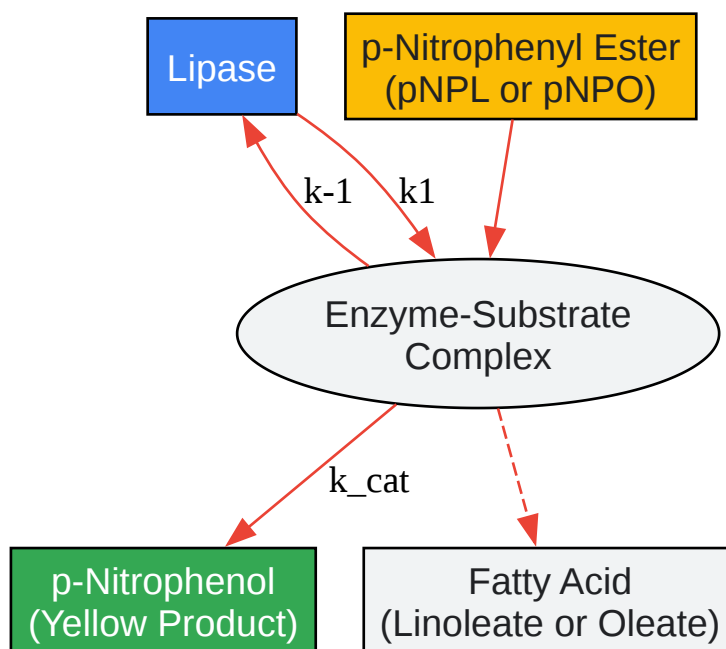 Lipase
p-Nitrophenyl Ester
(pNPL or pNPO)
k-1
k1
Enzyme-Substrate
Complex
k_cat
p-Nitrophenol
(Yellow Product)
Fatty Acid
(Linoleate or Oleate)